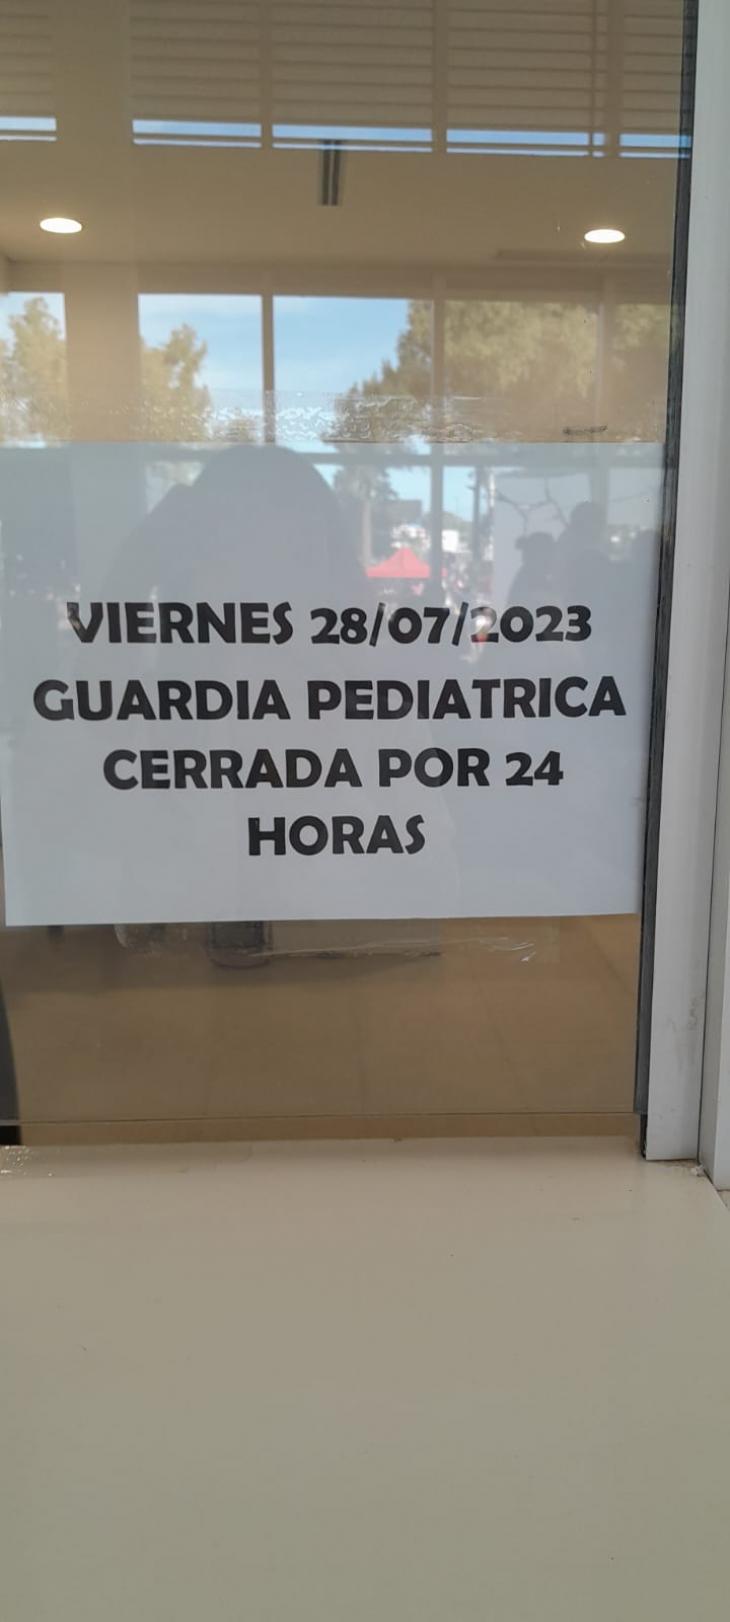 VIERNES 28/07/2023
GUARDIA PEDIATRICA
CERRADA POR 24
HORAS